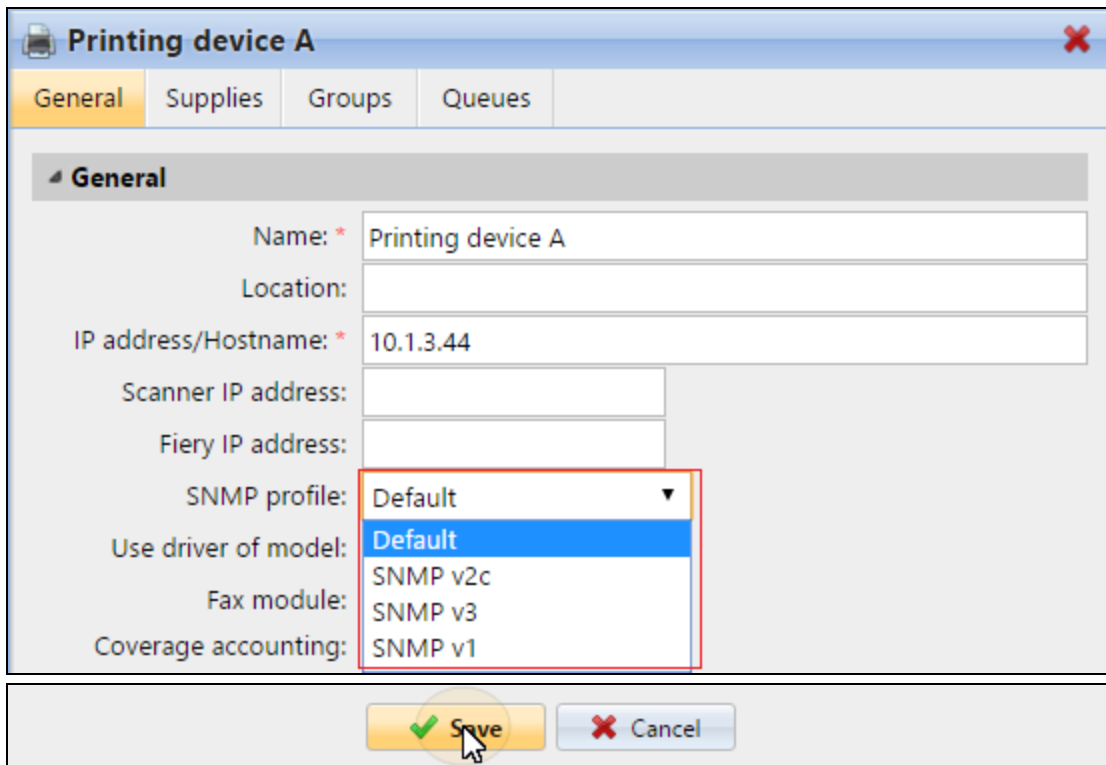 Printing device A
General Supplies Groups Queues
General
Name: * Printing device A
Location:
IP address/Hostname: * 10.1.3.44
Scanner IP address:
Fiery IP address:
SNMP profile: Default
Default
Use driver of model:
SNMP v2c
Fax module:
SNMP v3
Coverage accounting:
SNMP v1
Save Cancel